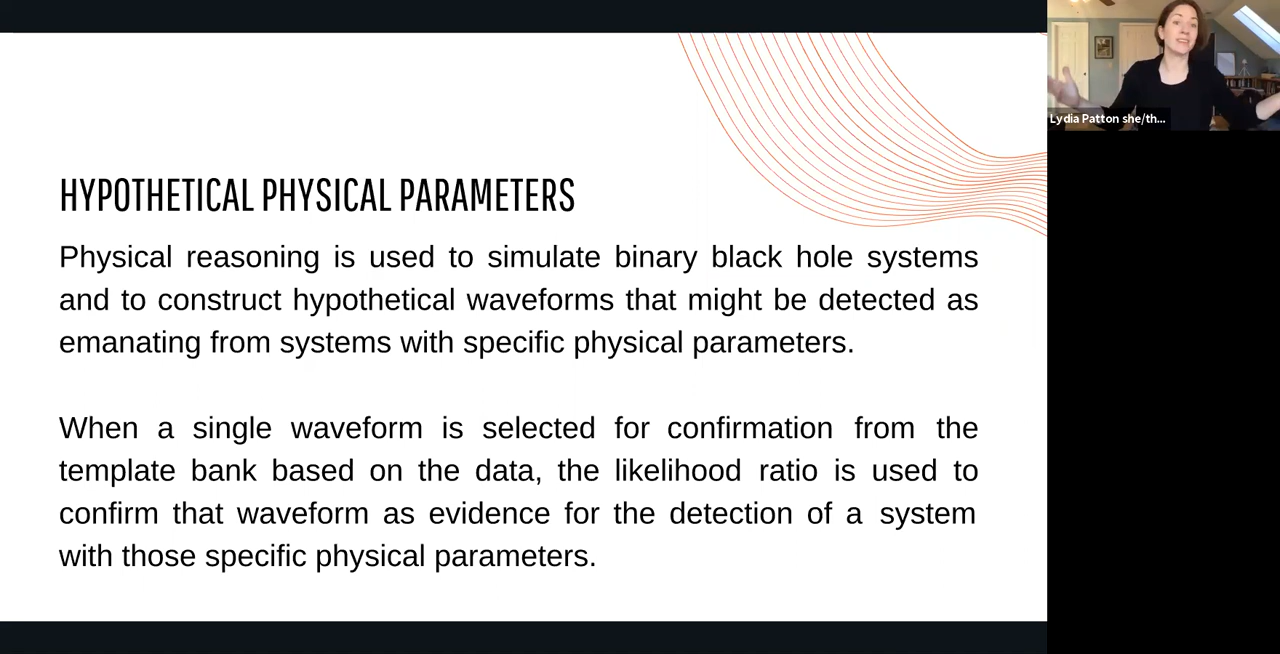 HYPOTHETICAL PHYSICAL PARAMETERS
Physical reasoning is used to simulate binary black hole systems
and to construct hypothetical waveforms that might be detected as
emanating from systems with specific physical parameters.
When a single waveform is selected for confirmation from the
template bank based on the data, the likelihood ratio is used to
confirm that waveform as evidence for the detection of a system
with those specific physical parameters.
Lydia Patton she/th...